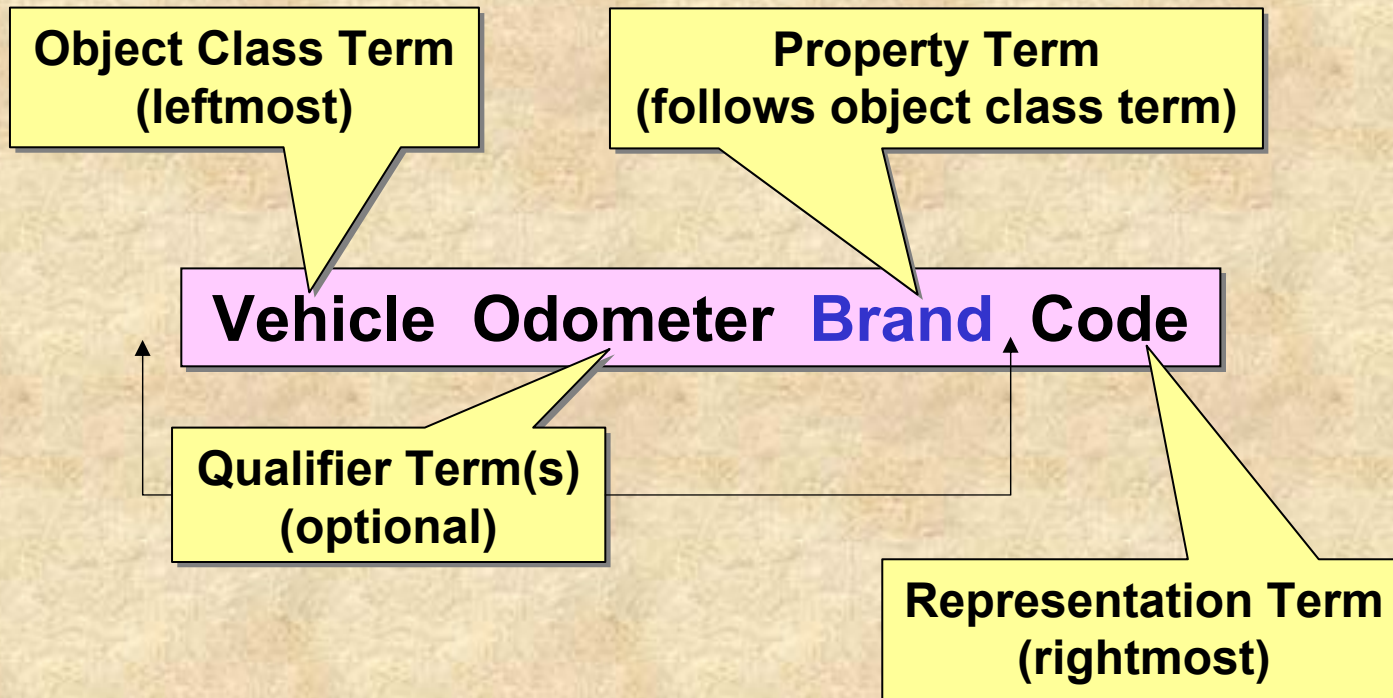 Object Class Term
(leftmost)
Property Term
(follows object class term)
Vehicle Odometer Brand Code
Qualifier Term(s)
(optional)
Representation Term
(rightmost)